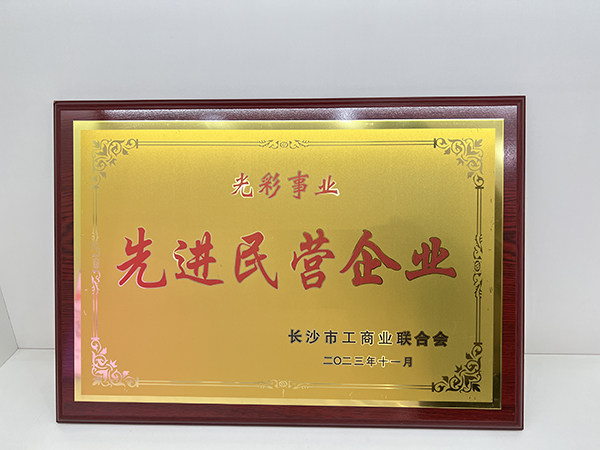 光彩事业
先进民营企业
长沙市工商业联合会
二〇二三年十一月